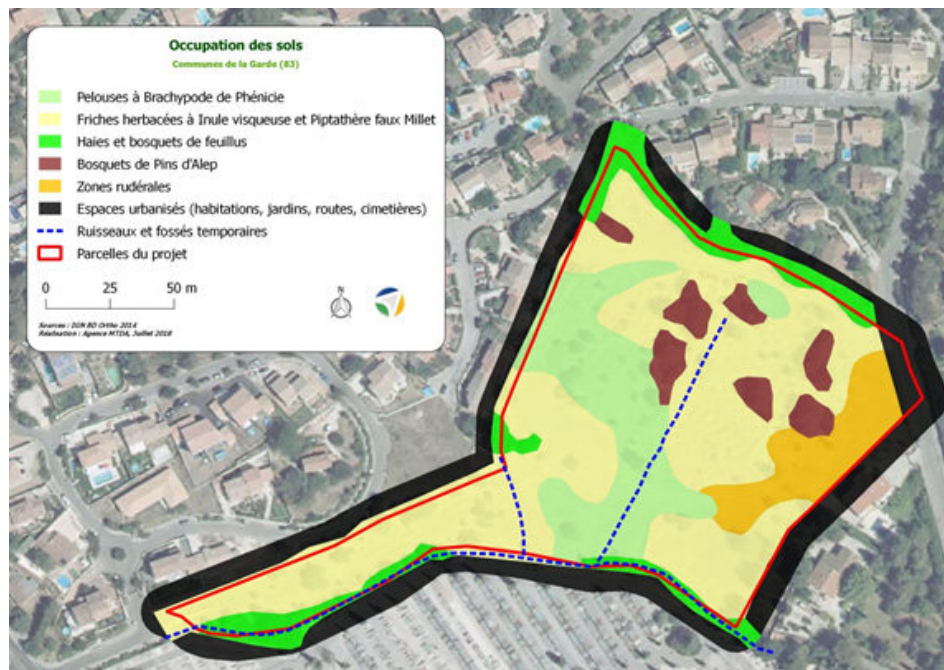 Occupation des sols
Communes de la Garde (83)
Pelouses à Brachypode de Phénicie
Friches herbacées à Inule visqueuse et Piptathère faux Millet
Haies et bosquets de feuillus
Bosquets de Pins d'Alep
Zones rudérales
Espaces urbanisés (habitations, jardins, routes, cimetières)
Ruisseaux et fossés temporaires
Parcelles du projet
0 25 50 m
N
Sources : IGN BD Ortho 2014
Réalisation : Agence MTDA, Juillet 2018